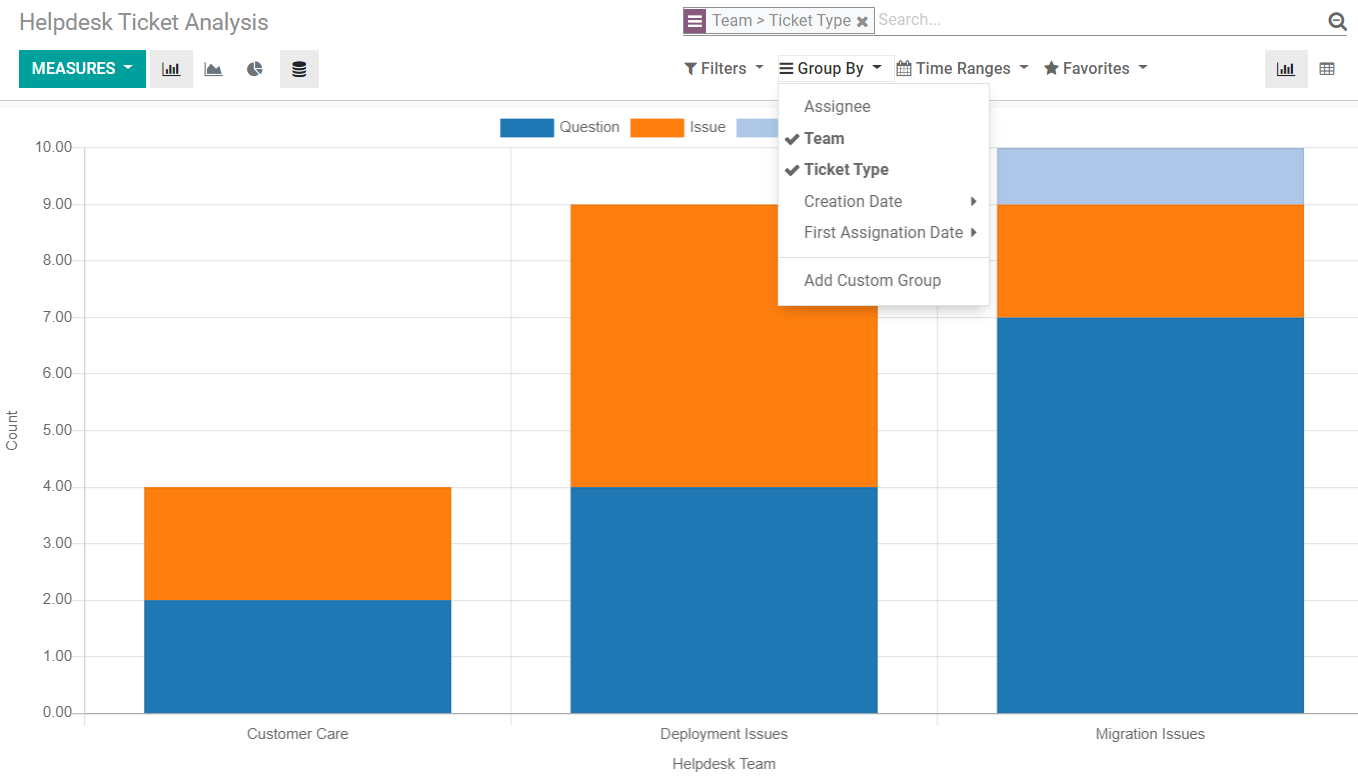 Helpdesk Ticket Analysis
Team > Ticket Type
Search...
MEASURES
Filters
Group By
Time Ranges
Favorites
Assignee
Team
Ticket Type
Creation Date
First Assignation Date
Add Custom Group
Question
Issue
10.00
9.00
8.00
7.00
6.00
5.00
4.00
3.00
2.00
1.00
0.00
Count
Customer Care
Deployment Issues
Migration Issues
Helpdesk Team